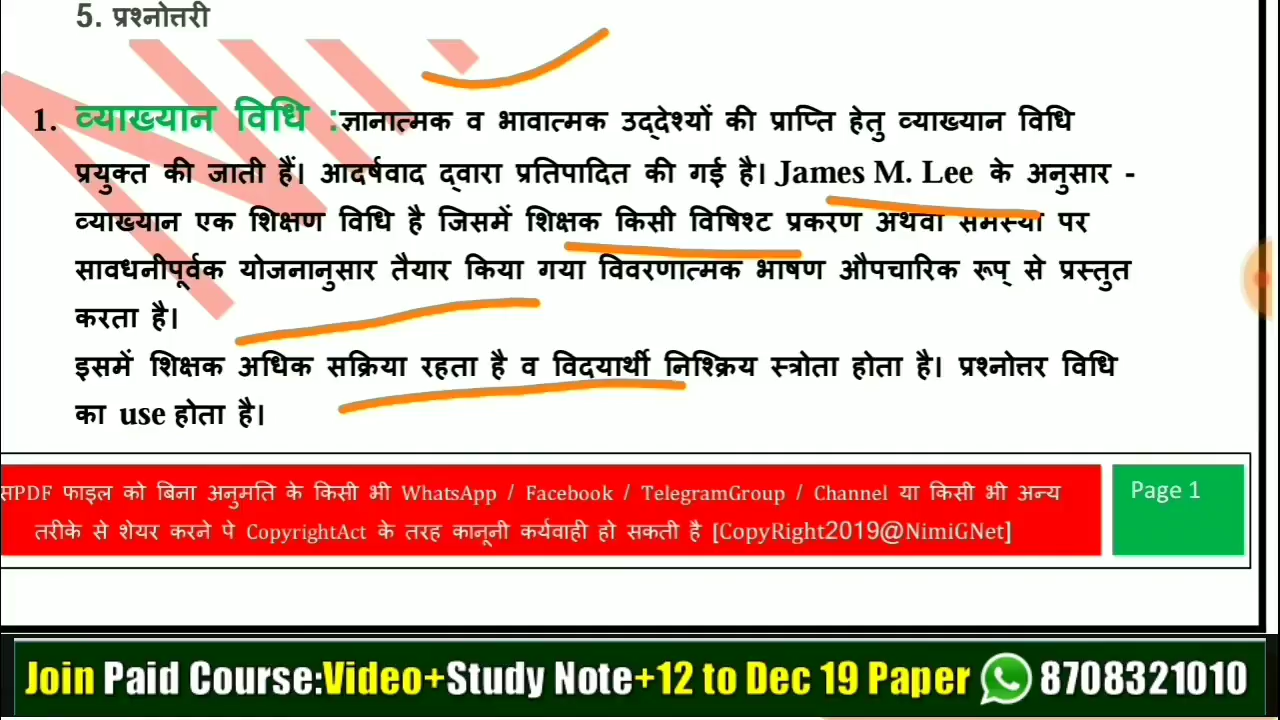 5. प्रश्नोत्तरी
1. व्याख्यान विधि :ज्ञानात्मक व भावात्मक उद्देश्यों की प्राप्ति हेतु व्याख्यान विधि
प्रयुक्त की जाती हैं। आदर्षवाद द्वारा प्रतिपादित की गई है। James M. Lee के अनुसार -
व्याख्यान एक शिक्षण विधि है जिसमें शिक्षक किसी विषिश्ट प्रकरण अथवा समस्या पर
सावधनीपूर्वक योजनानुसार तैयार किया गया विवरणात्मक भाषण औपचारिक रूप् से प्रस्तुत
करता है।
इसमें शिक्षक अधिक सक्रिया रहता है व विदयार्थी निश्क्रिय स्त्रोता होता है। प्रश्नोत्तर विधि
का use होता है।
सPDF फाइल को बिना अनुमति के किसी भी WhatsApp / Facebook / TelegramGroup / Channel या किसी भी अन्य
तरीके से शेयर करने पे CopyrightAct के तरह कानूनी कर्यवाही हो सकती है [CopyRight2019@NimiGNet]
Page 1
Join Paid Course:Video+Study Note+12 to Dec 19 Paper 8708321010